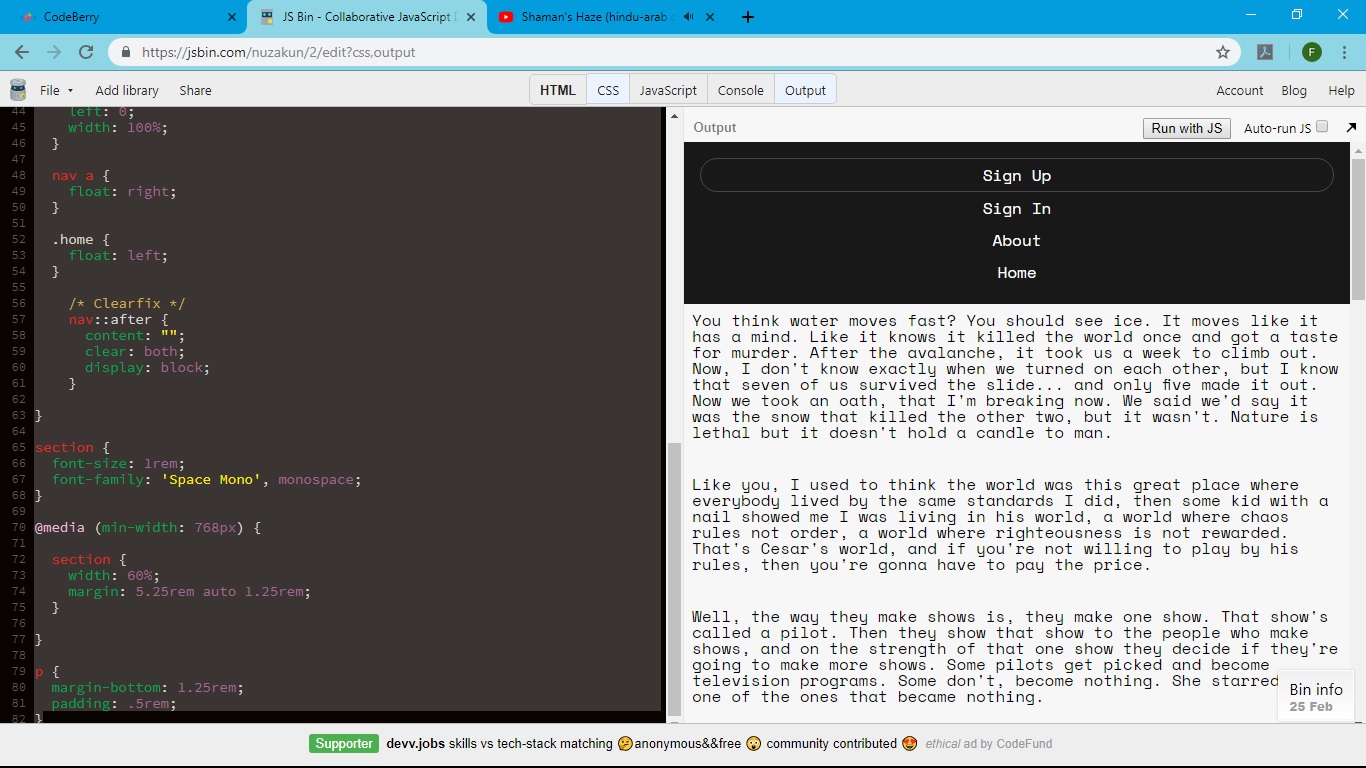 CodeBerry
JS Bin - Collaborative JavaScript D
Shaman's Haze (hindu-arab c
https://jsbin.com/nuzakun/2/edit?css,output
F
File Add library Share HTML CSS JavaScript Console Output Account Blog Help
44 left: 0;
45 width: 100%;
46 }
47
48 nav a {
49 float: right;
50 }
51
52 .home {
53 float: left;
54 }
55
56 /* Clearfix */
57 nav::after {
58 content: "";
59 clear: both;
60 display: block;
61 }
62
63 }
64
65 section {
66 font-size: 1rem;
67 font-family: 'Space Mono', monospace;
68 }
69
70 @media (min-width: 768px) {
71
72 section {
73 width: 60%;
74 margin: 5.25rem auto 1.25rem;
75 }
76
77 }
78
79 p {
80 margin-bottom: 1.25rem;
81 padding: .5rem;
82 }
Output Run with JS Auto-run JS
Sign Up
Sign In
About
Home
You think water moves fast? You should see ice. It moves like it
has a mind. Like it knows it killed the world once and got a taste
for murder. After the avalanche, it took us a week to climb out.
Now, I don't know exactly when we turned on each other, but I know
that seven of us survived the slide... and only five made it out.
Now we took an oath, that I'm breaking now. We said we'd say it
was the snow that killed the other two, but it wasn't. Nature is
lethal but it doesn't hold a candle to man.
Like you, I used to think the world was this great place where
everybody lived by the same standards I did, then some kid with a
nail showed me I was living in his world, a world where chaos
rules not order, a world where righteousness is not rewarded.
That's Cesar's world, and if you're not willing to play by his
rules, then you're gonna have to pay the price.
Well, the way they make shows is, they make one show. That show's
called a pilot. Then they show that show to the people who make
shows, and on the strength of that one show they decide if they're
going to make more shows. Some pilots get picked and become
television programs. Some don't, become nothing. She starred
one of the ones that became nothing.
Bin info
25 Feb
Supporter devv.jobs skills vs tech-stack matching 🤔anonymous&&free 😲 community contributed 🤩 ethical ad by CodeFund